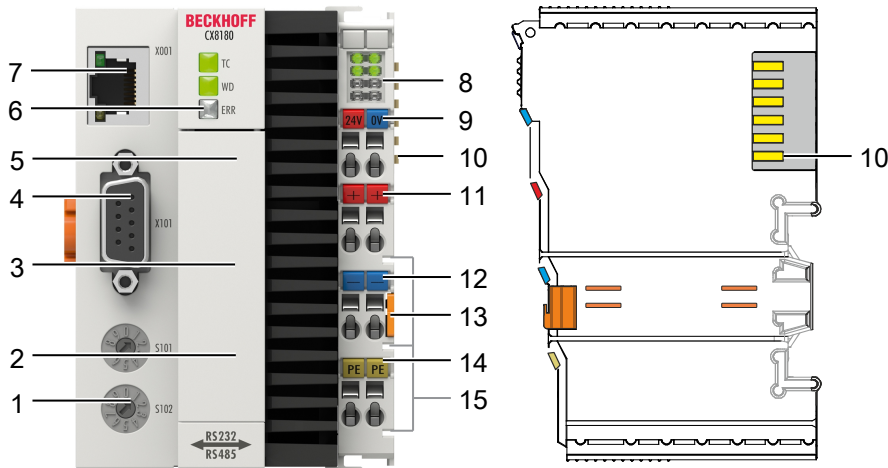 BECKHOFF
CX8180
X001
TC
WD
ERR
7
6
5
4
3
2
1
X101
S101
S102
RS232
RS485
24V 0V
+ +
− −
PE PE
8
9
10
11
12
13
14
15
10